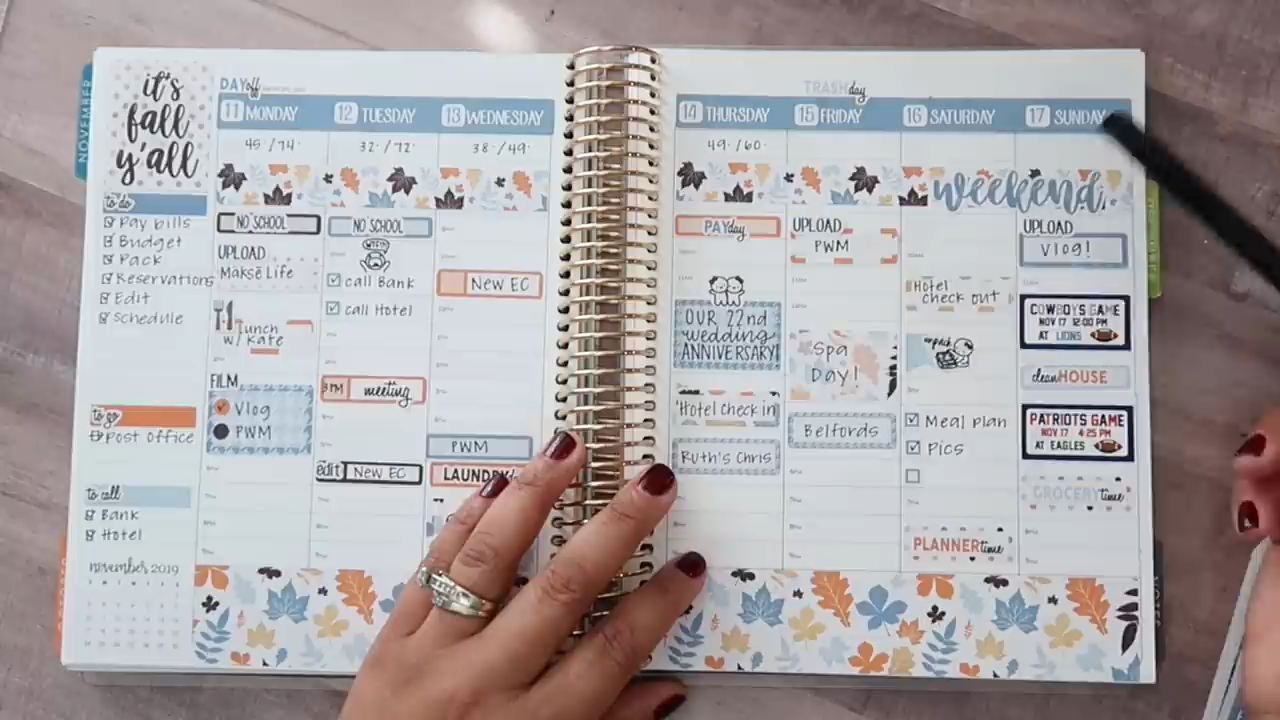 NOVEMBER
it's
fall
y'all
to do
Pay bills
Budget
Pack
Reservations
Edit
Schedule
to go
Post office
to call
Bank
Hotel
november 2019
DAY off
11 MONDAY
45 / 74
NO SCHOOL
UPLOAD
Makse Life
Lunch
w/ Kate
FILM
Vlog
PWM
12 TUESDAY
32 / 72
NO SCHOOL
call Bank
call Hotel
3PM meeting
edit New EC
13 WEDNESDAY
38 / 49
New EC
PWM
LAUNDRY
14 THURSDAY
49 / 60
PAYday
OUR 22nd
wedding
ANNIVERSARY!
Hotel check in
Ruth's Chris
TRASH day
15 FRIDAY
UPLOAD
PWM
Spa
Day!
Belfords
16 SATURDAY
weekend
Hotel
check out
unpack
Meal plan
Pics
PLANNER time
17 SUNDAY
UPLOAD
Vlog!
COWBOYS GAME
NOV 17 12:00 PM
AT LIONS
clean HOUSE
PATRIOTS GAME
NOV 17 4:25 PM
AT EAGLES
GROCERY time